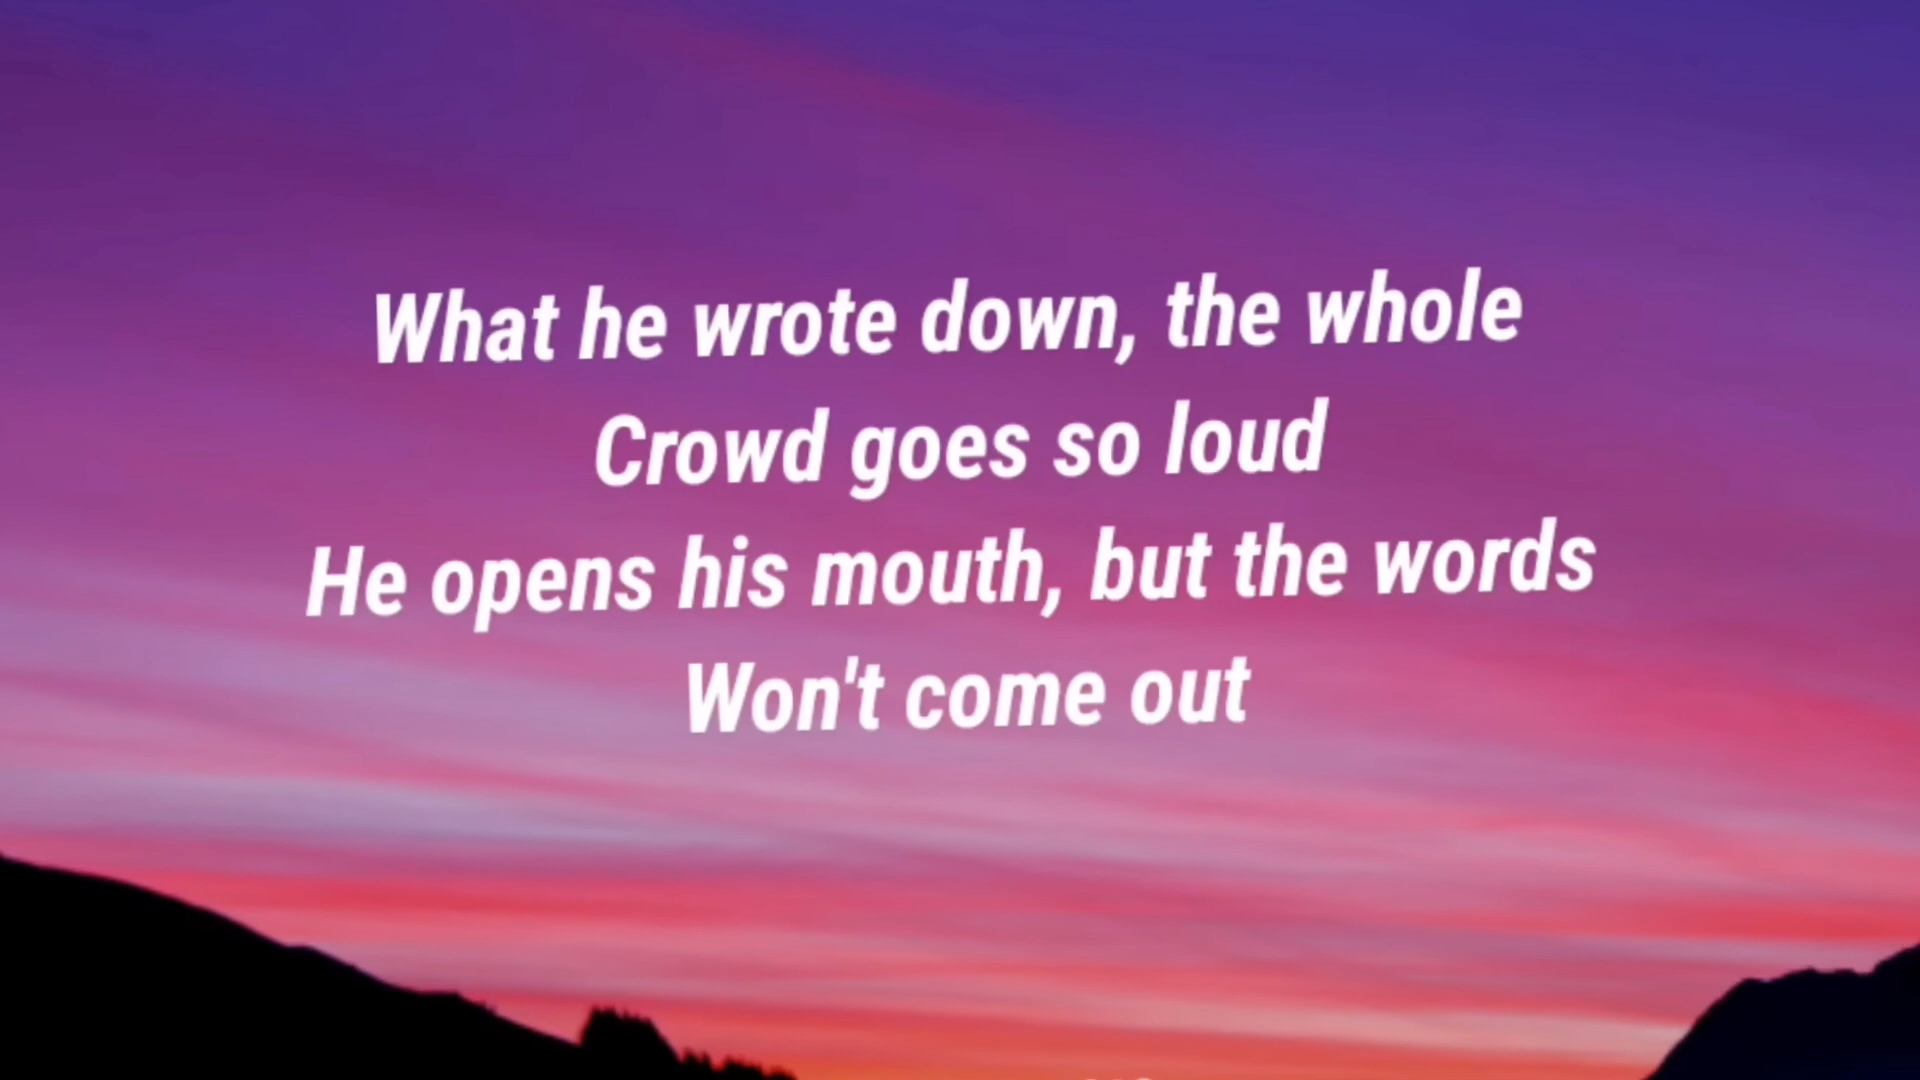 What he wrote down, the whole
Crowd goes so loud
He opens his mouth, but the words
Won't come out